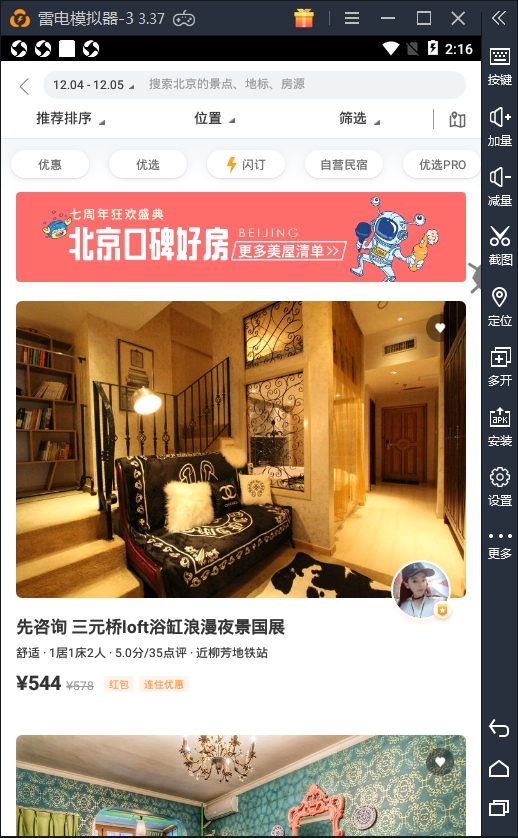 雷电模拟器-3 3.37
2:16
12.04 - 12.05 搜索北京的景点、地标、房源
推荐排序 位置 筛选
优惠 优选 闪订 自营民宿 优选PRO
七周年狂欢盛典
北京口碑好房 BEIJING
更多美屋清单>>
CHANEL
先咨询 三元桥loft浴缸浪漫夜景国展
舒适 · 1居1床2人 · 5.0分/35点评 · 近柳芳地铁站
¥544 ¥578 红包 连住优惠
按键
加量
减量
截图
定位
多开
APK
安装
设置
更多